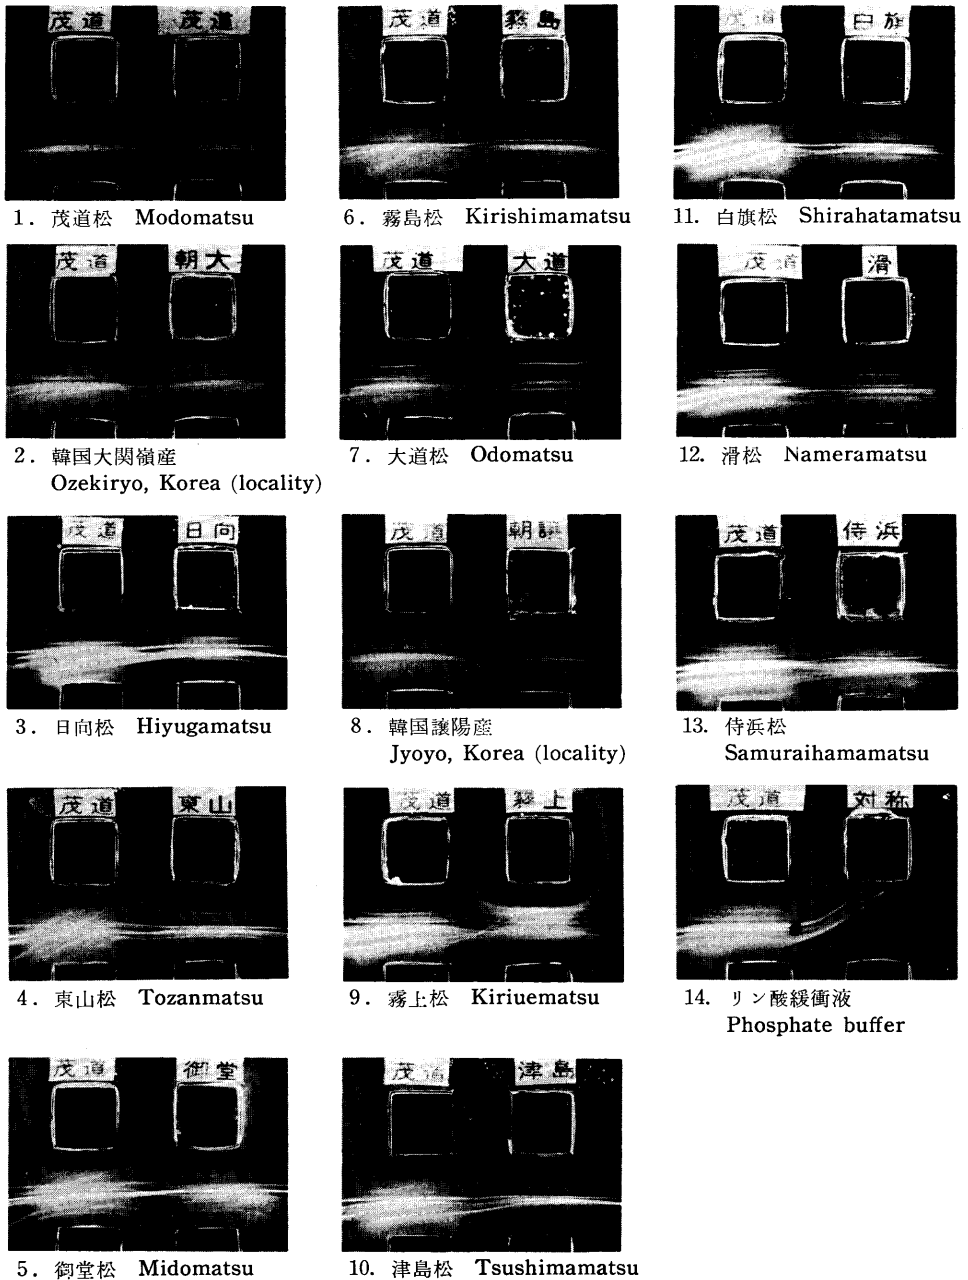 茂道 茂道
1. 茂道松 Modomatsu
茂道 朝大
2. 韓国大関嶺産
Ozekiryo, Korea (locality)
茂道 日向
3. 日向松 Hiyugamatsu
茂道 東山
4. 東山松 Tozanmatsu
茂道 御堂
5. 御堂松 Midomatsu
茂道 霧島
6. 霧島松 Kirishimamatsu
茂道 大道
7. 大道松 Odomatsu
茂道 朝譲
8. 韓国譲陽産
Jyoyo, Korea (locality)
茂道 霧上
9. 霧上松 Kiriuematsu
茂道 津島
10. 津島松 Tsushimamatsu
茂道 白旗
11. 白旗松 Shirahatamatsu
茂道 滑
12. 滑松 Nameramatsu
茂道 侍浜
13. 侍浜松
Samuraihamamatsu
茂道 対称
14. リン酸緩衝液
Phosphate buffer